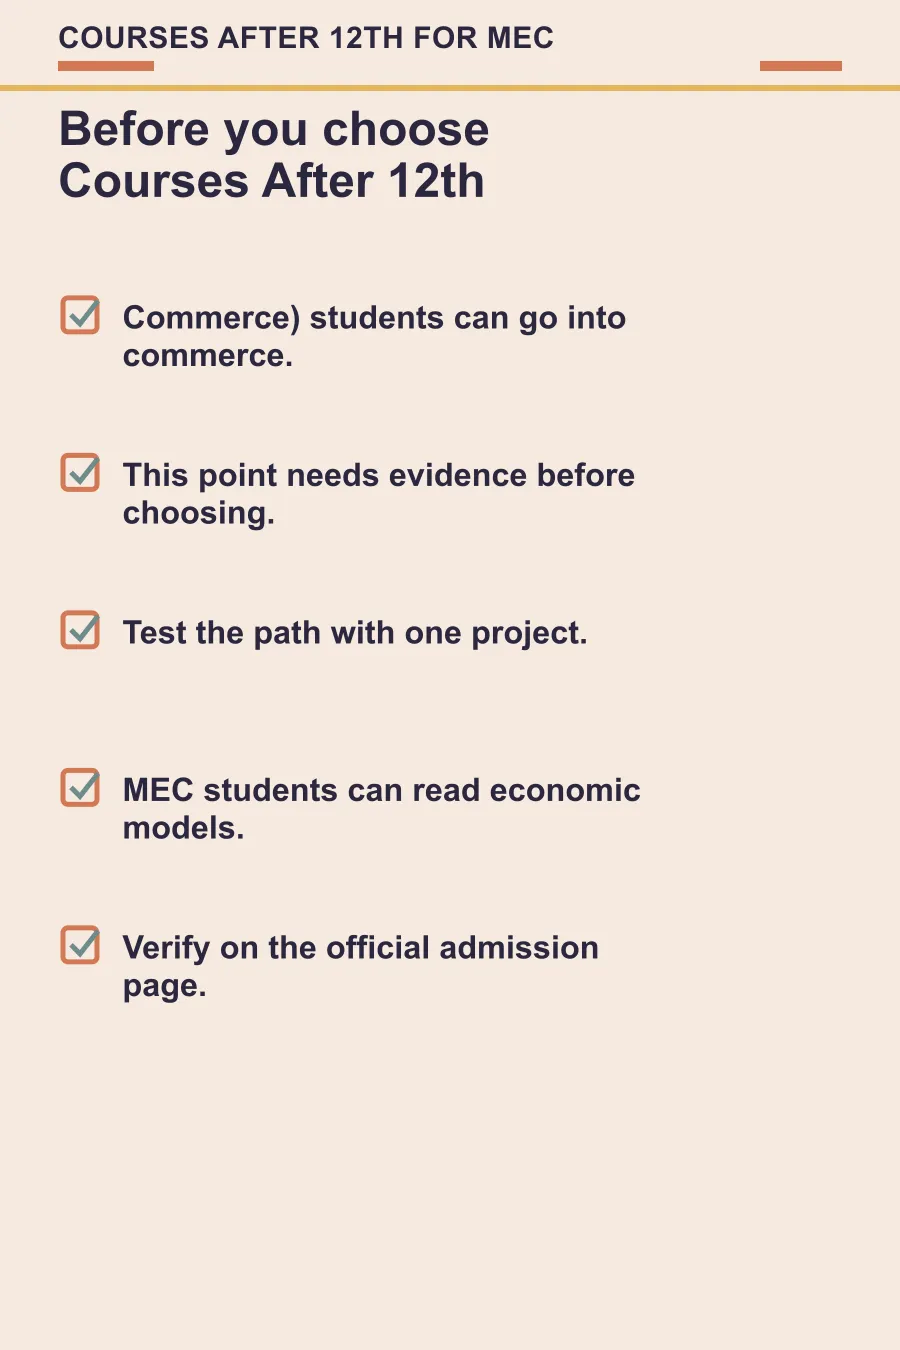 COURSES AFTER 12TH FOR MEC
Before you choose
Courses After 12th
Commerce) students can go into
commerce.
This point needs evidence before
choosing.
Test the path with one project.
MEC students can read economic
models.
Verify on the official admission
page.